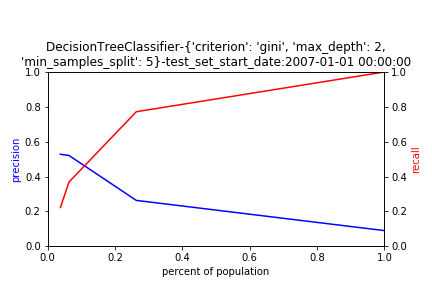 DecisionTreeClassifier-{'criterion': 'gini', 'max_depth': 2,
'min_samples_split': 5}-test_set_start_date:2007-01-01 00:00:00
1.0
0.8
0.6
0.4
0.2
0.0
precision
1.0
0.8
0.6
0.4
0.2
0.0
recall
0.0 0.2 0.4 0.6 0.8 1.0
percent of population